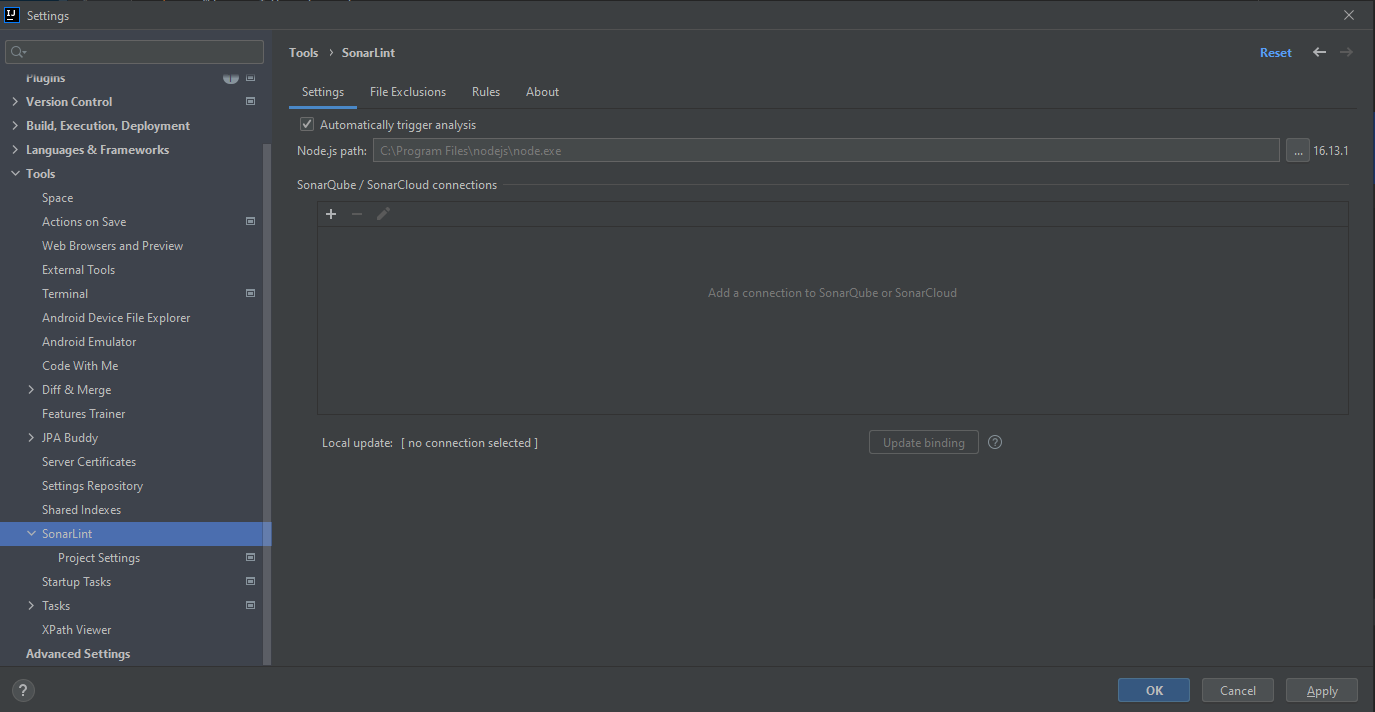 IJ
Settings
Tools › SonarLint
Reset
Settings File Exclusions Rules About
Automatically trigger analysis
Node.js path: C:\Program Files\nodejs\node.exe ... 16.13.1
SonarQube / SonarCloud connections
Add a connection to SonarQube or SonarCloud
Local update: [ no connection selected ] Update binding ?
Plugins 1
Version Control
Build, Execution, Deployment
Languages & Frameworks
Tools
Space
Actions on Save
Web Browsers and Preview
External Tools
Terminal
Android Device File Explorer
Android Emulator
Code With Me
Diff & Merge
Features Trainer
JPA Buddy
Server Certificates
Settings Repository
Shared Indexes
SonarLint
Project Settings
Startup Tasks
Tasks
XPath Viewer
Advanced Settings
?
OK Cancel Apply